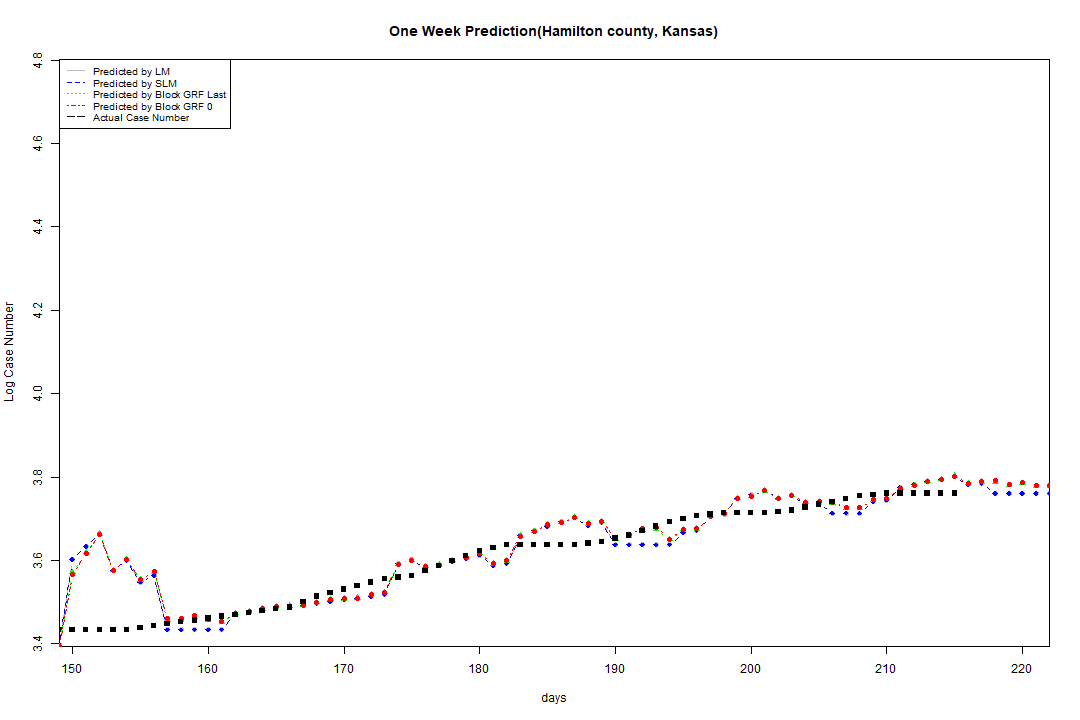 One Week Prediction(Hamilton county, Kansas)
Predicted by LM
Predicted by SLM
Predicted by Block GRF Last
Predicted by Block GRF 0
Actual Case Number
Log Case Number
4.8
4.6
4.4
4.2
4.0
3.8
3.6
3.4
150 160 170 180 190 200 210 220
days